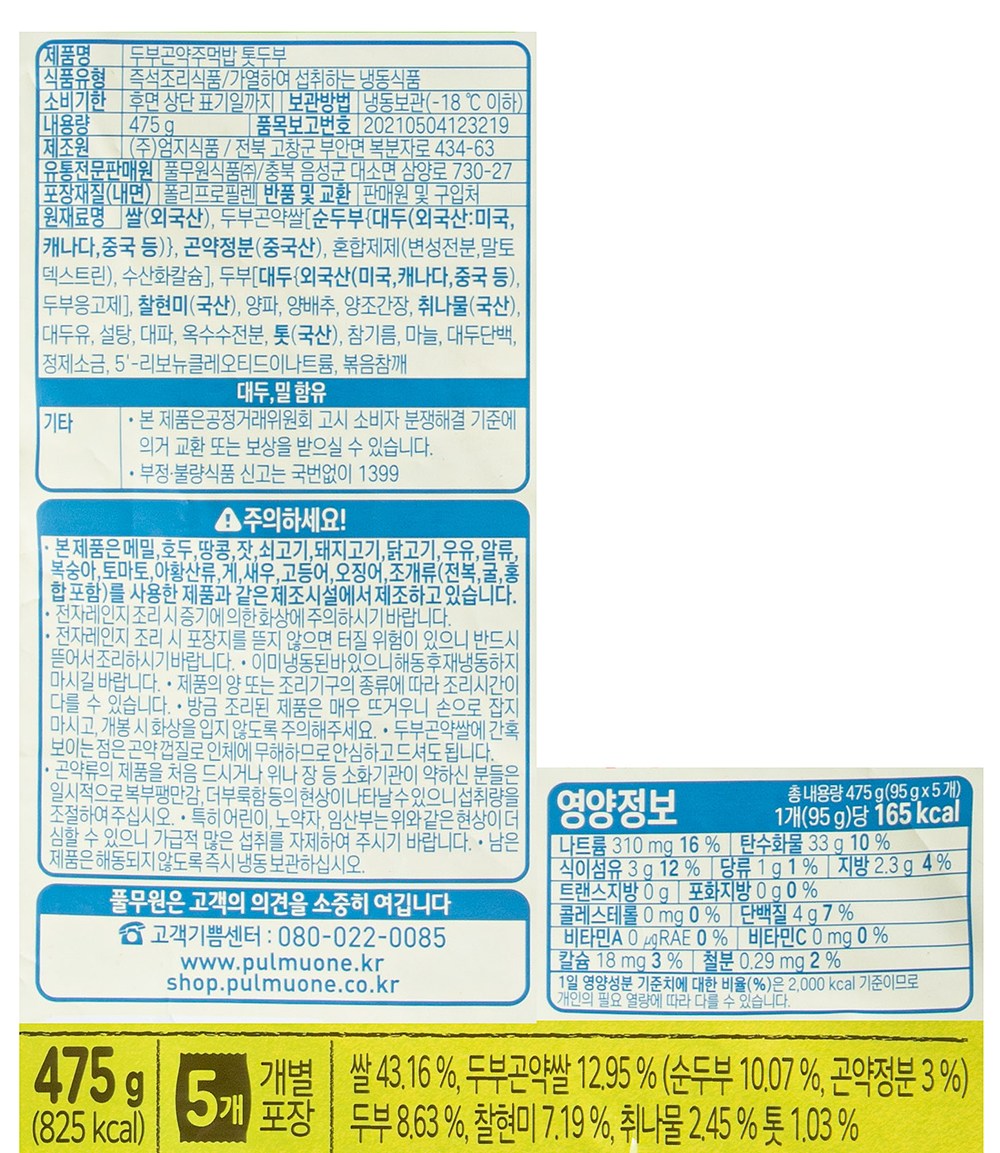 제품명 두부곤약주먹밥 톳두부
식품유형 즉석조리식품/가열하여 섭취하는 냉동식품
소비기한 후면 상단 표기일까지 보관방법 냉동보관(-18 ℃ 이하)
내용량 475 g 품목보고번호 20210504123219
제조원 (주)엄지식품 / 전북 고창군 부안면 복분자로 434-63
유통전문판매원 풀무원식품㈜/충북 음성군 대소면 삼양로 730-27
포장재질(내면) 폴리프로필렌 반품 및 교환 판매원 및 구입처
원재료명 쌀(외국산), 두부곤약쌀[순두부{대두(외국산:미국,
캐나다,중국 등)}, 곤약정분(중국산), 혼합제제(변성전분,말토
덱스트린), 수산화칼슘], 두부[대두{외국산(미국,캐나다,중국 등),
두부응고제], 찰현미(국산), 양파, 양배추, 양조간장, 취나물(국산),
대두유, 설탕, 대파, 옥수수전분, 톳(국산), 참기름, 마늘, 대두단백,
정제소금, 5'-리보뉴클레오티드이나트륨, 볶음참깨
대두,밀 함유
기타 • 본 제품은공정거래위원회 고시 소비자 분쟁해결 기준에
의거 교환 또는 보상을 받으실 수 있습니다.
• 부정·불량식품 신고는 국번없이 1399
주의하세요!
• 본 제품은 메밀,호두,땅콩,잣,쇠고기,돼지고기,닭고기,우유,알류,
복숭아,토마토,아황산류,게,새우,고등어,오징어,조개류(전복,굴,홍
합 포함)를 사용한 제품과 같은 제조시설에서 제조하고 있습니다.
• 전자레인지 조리 시 증기에 의한 화상에 주의하시기 바랍니다.
• 전자레인지 조리 시 포장지를 뜯지 않으면 터질 위험이 있으니 반드시
뜯어서 조리하시기 바랍니다. • 이미 냉동된 바 있으니 해동 후 재냉동하지
마시길 바랍니다. • 제품의 양 또는 조리기구의 종류에 따라 조리시간이
다를 수 있습니다. • 방금 조리된 제품은 매우 뜨거우니 손으로 잡지
마시고, 개봉 시 화상을 입지 않도록 주의해주세요. • 두부곤약쌀에 간혹
보이는 점은 곤약 껍질로 인체에 무해하므로 안심하고 드셔도 됩니다.
• 곤약류의 제품을 처음 드시거나 위나 장 등 소화기관이 약하신 분들은
일시적으로 복부팽만감, 더부룩함 등의 현상이 나타날 수 있으니 섭취량을
조절하여 주십시오. • 특히 어린이, 노약자, 임산부는 위와 같은 현상이 더
심할 수 있으니 가급적 많은 섭취를 자제하여 주시기 바랍니다. • 남은
제품은 해동되지 않도록 즉시 냉동 보관하십시오.
풀무원은 고객의 의견을 소중히 여깁니다
고객기쁨센터 : 080-022-0085
www.pulmuone.kr
shop.pulmuone.co.kr
영양정보 총 내용량 475 g(95 g x 5 개)
1개(95 g)당 165 kcal
나트륨 310 mg 16 % 탄수화물 33 g 10 %
식이섬유 3 g 12 % 당류 1 g 1 % 지방 2.3 g 4 %
트랜스지방 0 g 포화지방 0 g 0 %
콜레스테롤 0 mg 0 % 단백질 4 g 7 %
비타민A 0 μgRAE 0 % 비타민C 0 mg 0 %
칼슘 18 mg 3 % 철분 0.29 mg 2 %
1일 영양성분 기준치에 대한 비율(%)은 2,000 kcal 기준이므로
개인의 필요 열량에 따라 다를 수 있습니다.
475 g
(825 kcal)
5개
개별
포장
쌀 43.16 %, 두부곤약쌀 12.95 % (순두부 10.07 %, 곤약정분 3 %)
두부 8.63 %, 찰현미 7.19 %, 취나물 2.45 % 톳 1.03 %